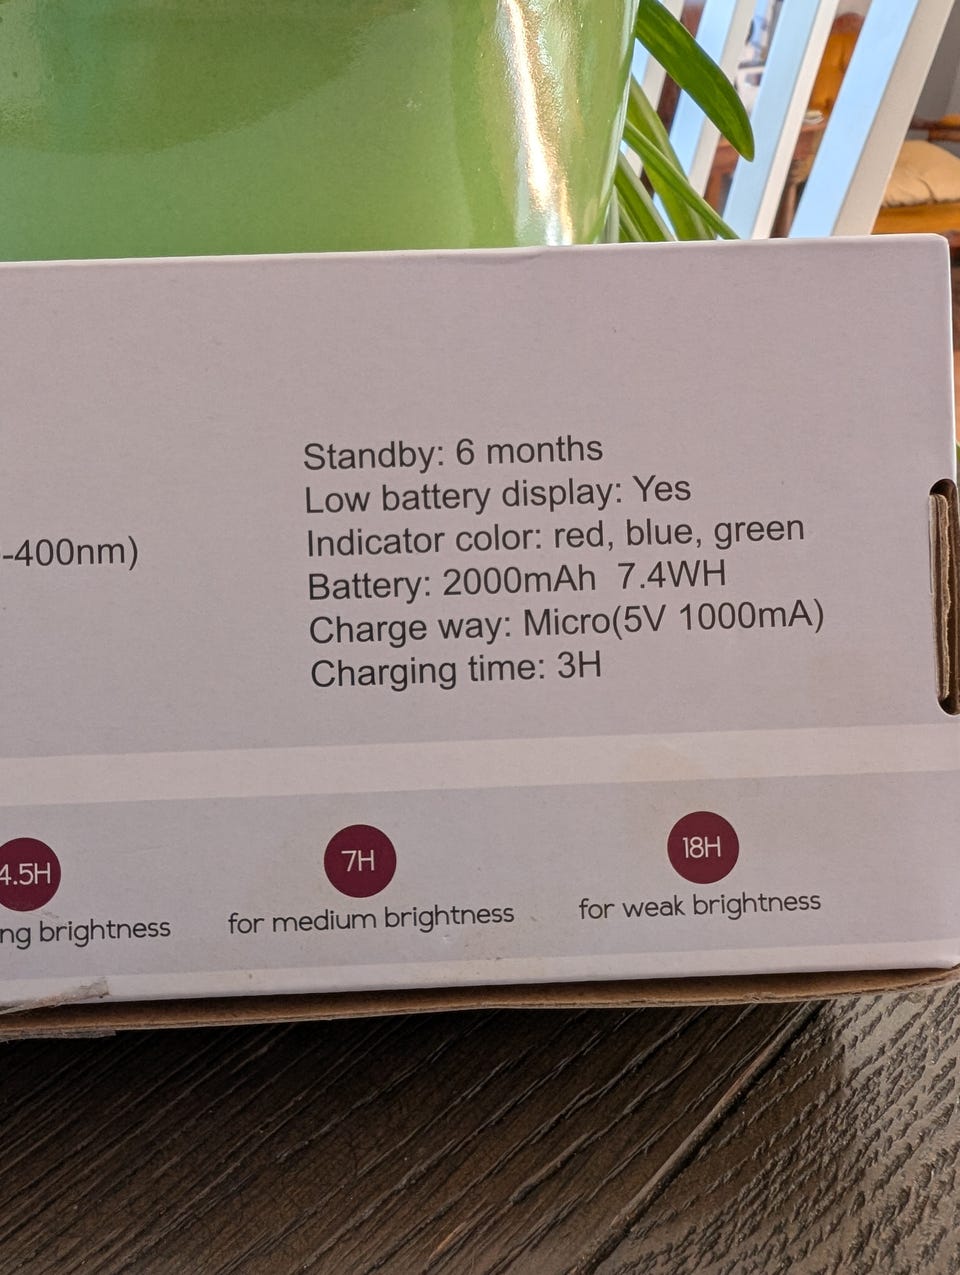 -400nm)
Standby: 6 months
Low battery display: Yes
Indicator color: red, blue, green
Battery: 2000mAh 7.4WH
Charge way: Micro(5V 1000mA)
Charging time: 3H
4.5H
ng brightness
7H
for medium brightness
18H
for weak brightness